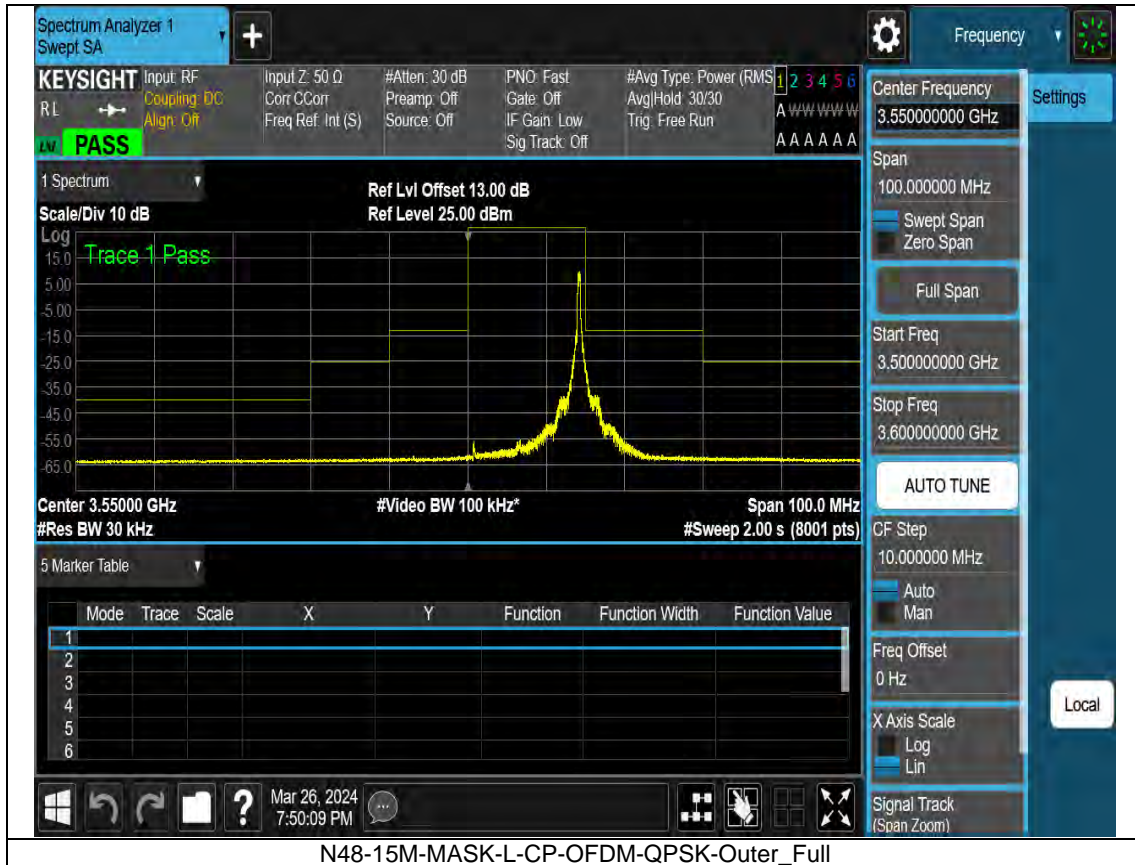 Spectrum Analyzer 1
Swept SA
+
Frequency
KEYSIGHT
RL
PASS
Input: RF
Coupling: DC
Align: Off
Input Z: 50 Ω
Corr CCorr
Freq Ref: Int (S)
#Atten: 30 dB
Preamp: Off
Source: Off
PNO: Fast
Gate: Off
IF Gain: Low
Sig Track: Off
#Avg Type: Power (RMS
Avg|Hold: 30/30
Trig: Free Run
1 2 3 4 5 6
A W W W W W
A A A A A A
1 Spectrum
Scale/Div 10 dB
Ref Lvl Offset 13.00 dB
Ref Level 25.00 dBm
Log
Trace 1 Pass
15.0
5.00
-5.00
-15.0
-25.0
-35.0
-45.0
-55.0
-65.0
Center 3.55000 GHz
#Res BW 30 kHz
#Video BW 100 kHz*
Span 100.0 MHz
#Sweep 2.00 s (8001 pts)
5 Marker Table
Mode Trace Scale X Y Function Function Width Function Value
1
2
3
4
5
6
Mar 26, 2024
7:50:09 PM
?
Center Frequency
3.550000000 GHz
Settings
Span
100.000000 MHz
Swept Span
Zero Span
Full Span
Start Freq
3.500000000 GHz
Stop Freq
3.600000000 GHz
AUTO TUNE
CF Step
10.000000 MHz
Auto
Man
Freq Offset
0 Hz
X Axis Scale
Log
Lin
Local
Signal Track
(Span Zoom)
N48-15M-MASK-L-CP-OFDM-QPSK-Outer_Full